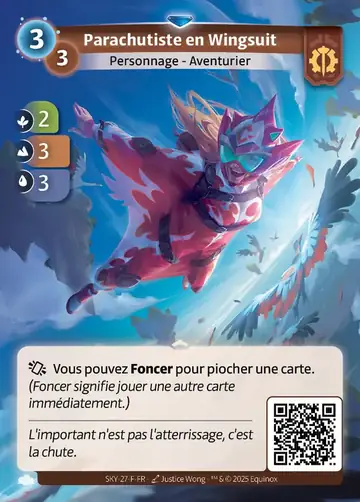 3
3
Parachutiste en Wingsuit
Personnage - Aventurier
2
3
3
Vous pouvez Foncer pour piocher une carte.
(Foncer signifie jouer une autre carte
immédiatement.)
L'important n'est pas l'atterrissage, c'est
la chute.
SKY-27-F-FR - Justice Wong - ™ & © 2025 Equinox